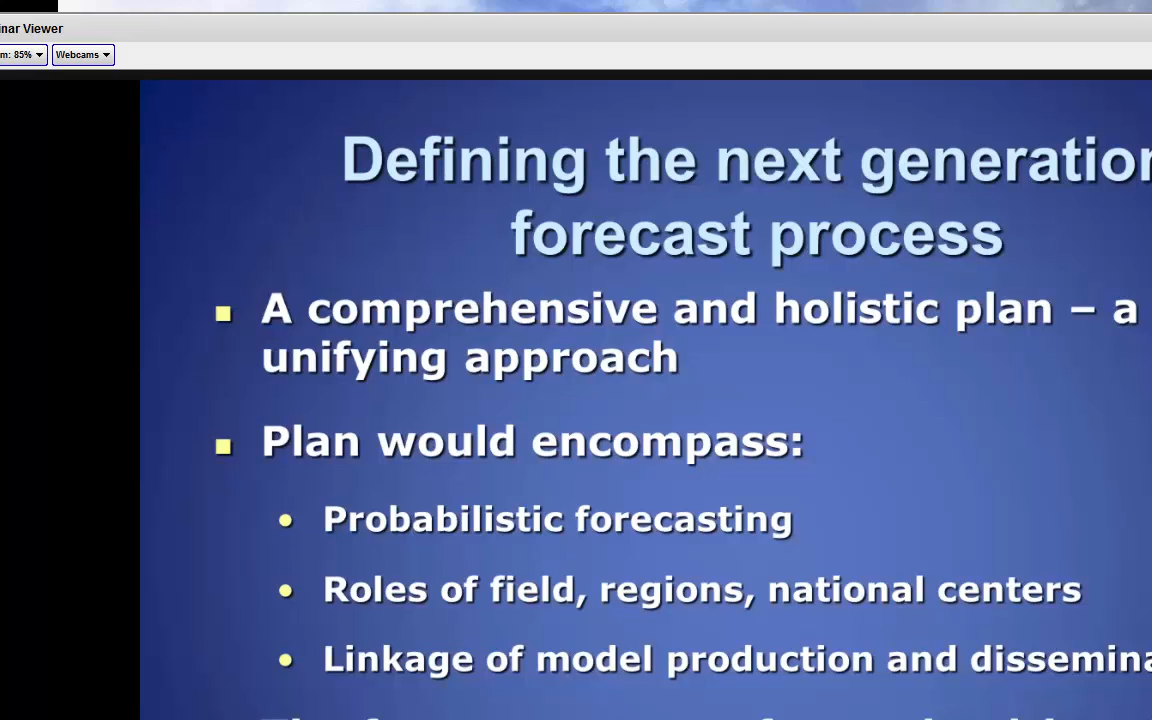 inar Viewer
m: 85% Webcams
Defining the next generation
forecast process
A comprehensive and holistic plan – a
unifying approach
Plan would encompass:
Probabilistic forecasting
Roles of field, regions, national centers
Linkage of model production and dissemina